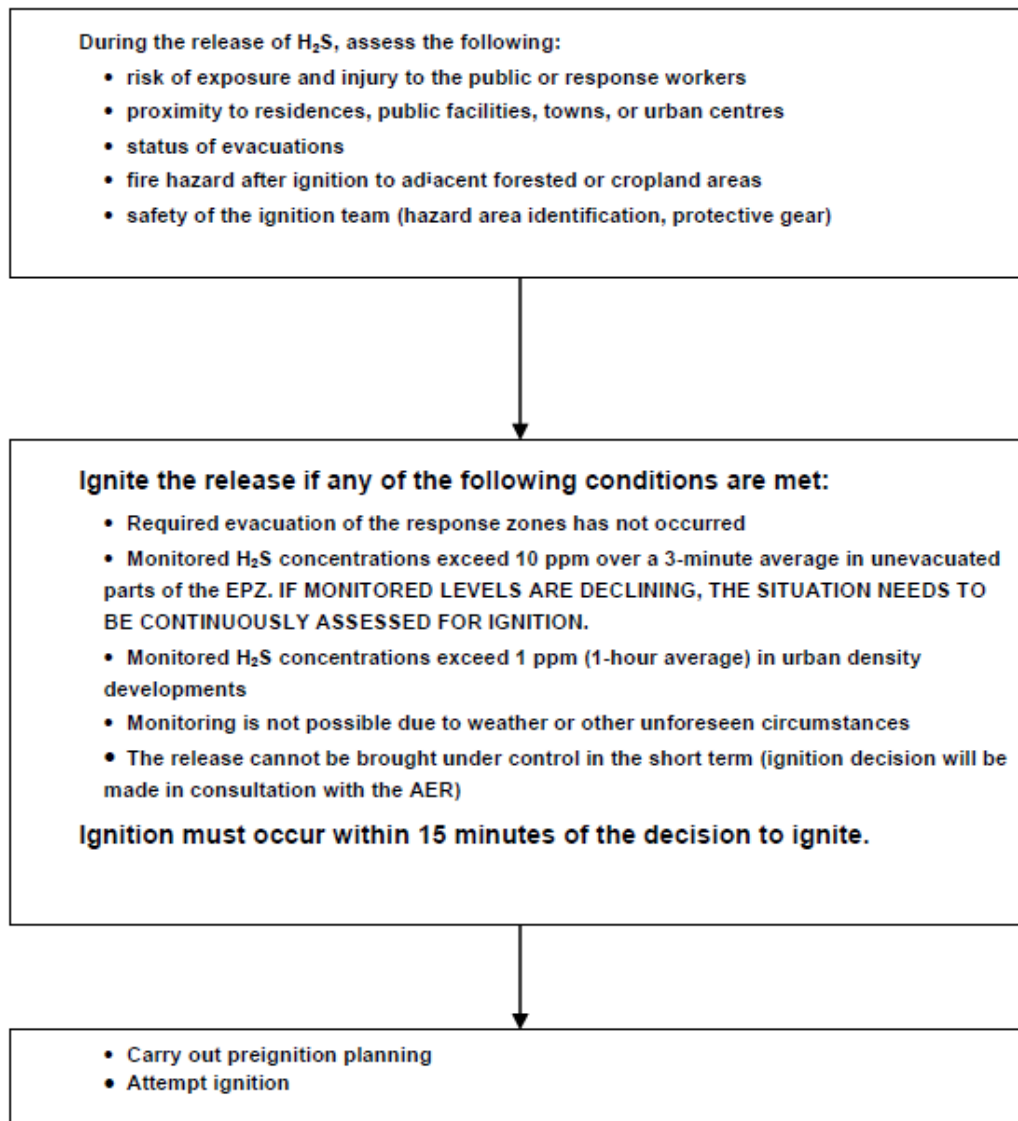 During the release of H₂S, assess the following:
• risk of exposure and injury to the public or response workers
• proximity to residences, public facilities, towns, or urban centres
• status of evacuations
• fire hazard after ignition to adjacent forested or cropland areas
• safety of the ignition team (hazard area identification, protective gear)
Ignite the release if any of the following conditions are met:
• Required evacuation of the response zones has not occurred
• Monitored H₂S concentrations exceed 10 ppm over a 3-minute average in unevacuated
parts of the EPZ. IF MONITORED LEVELS ARE DECLINING, THE SITUATION NEEDS TO
BE CONTINUOUSLY ASSESSED FOR IGNITION.
• Monitored H₂S concentrations exceed 1 ppm (1-hour average) in urban density
developments
• Monitoring is not possible due to weather or other unforeseen circumstances
• The release cannot be brought under control in the short term (ignition decision will be
made in consultation with the AER)
Ignition must occur within 15 minutes of the decision to ignite.
• Carry out preignition planning
• Attempt ignition